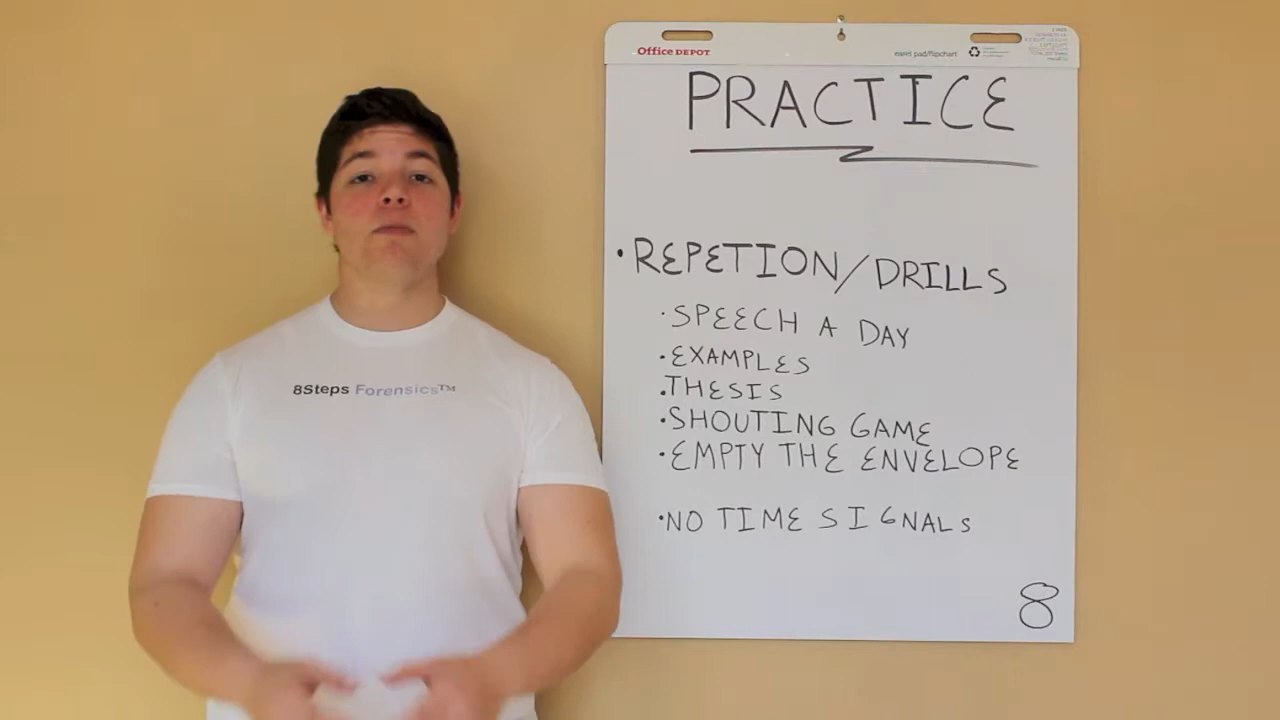 Office DEPOT
easel pad/flipchart
PRACTICE
• REPETION/DRILLS
• SPEECH A DAY
• EXAMPLES
• THESIS
• SHOUTING GAME
• EMPTY THE ENVELOPE
• NO TIME SIGNALS
8
8Steps Forensics™